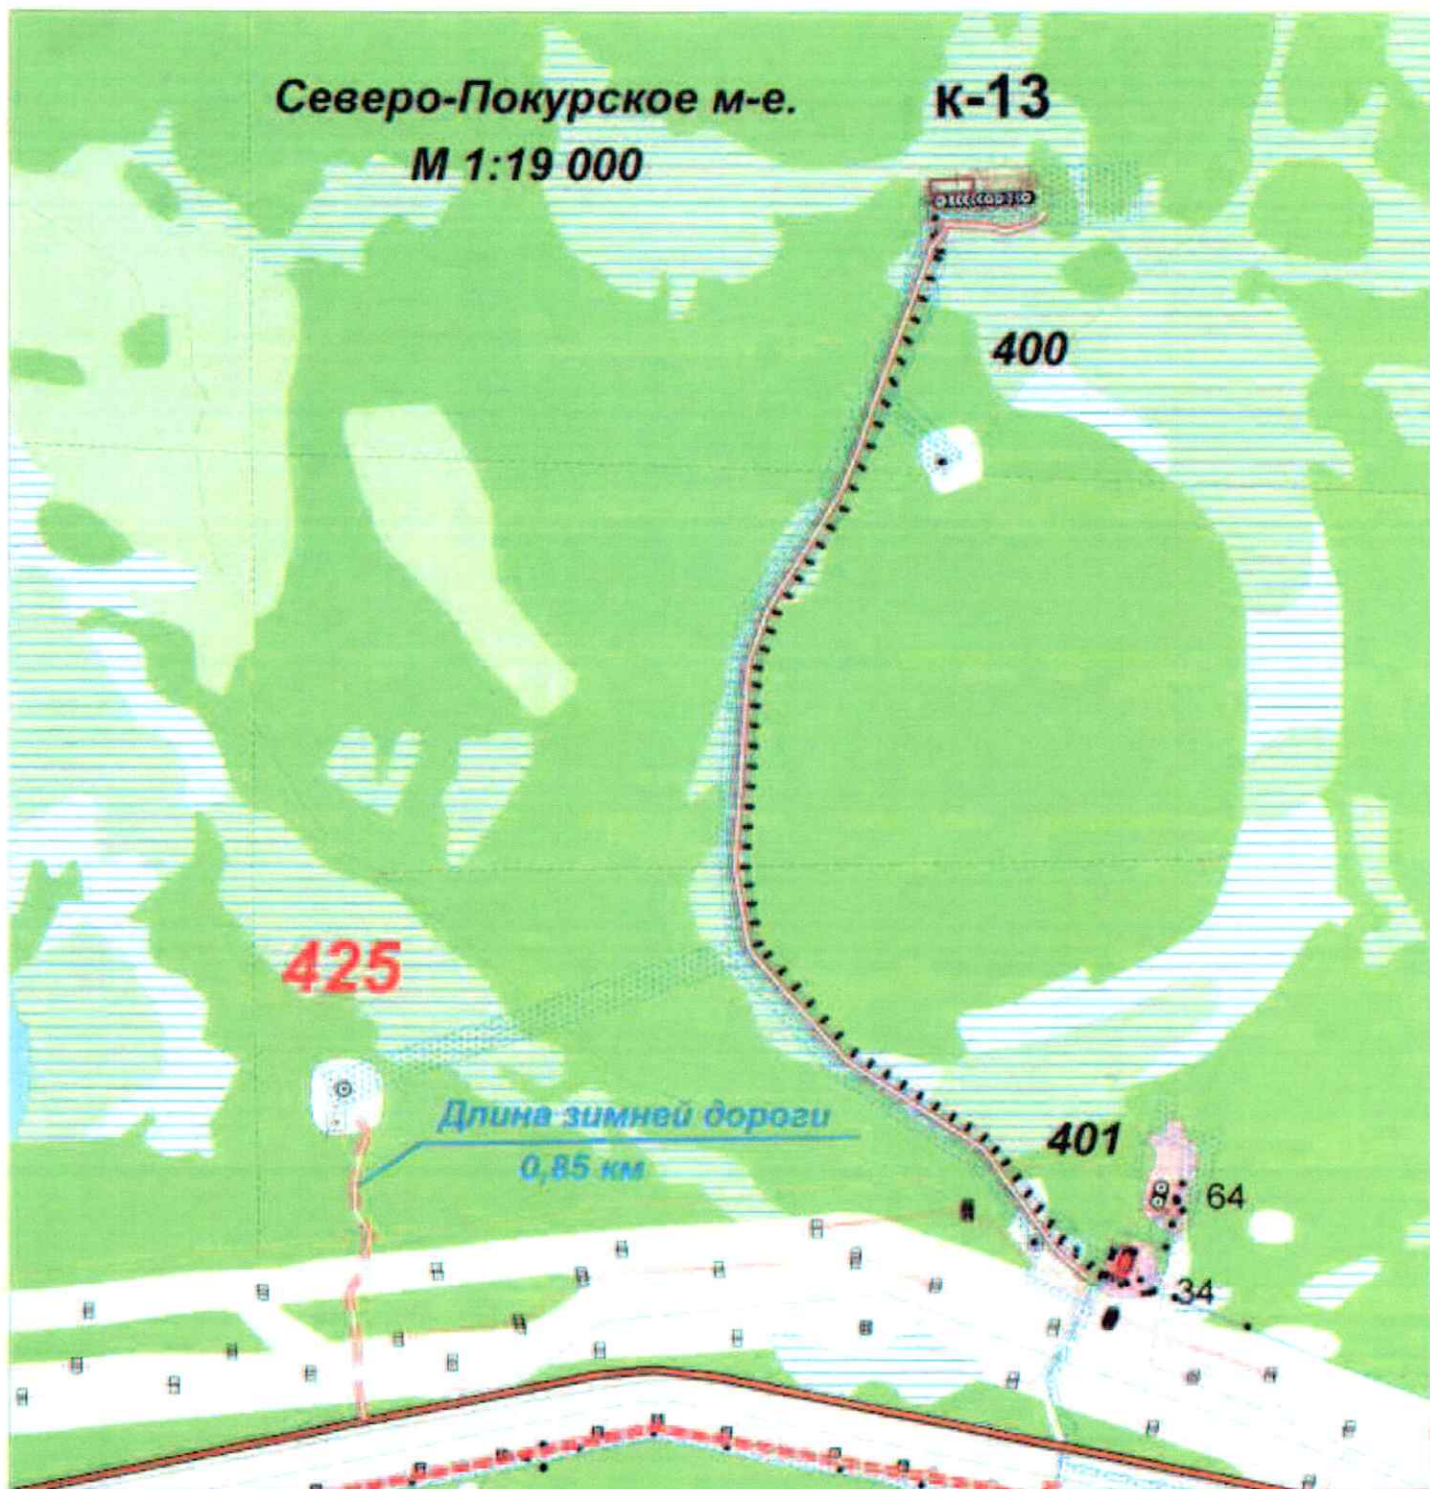 Северо-Покурское м-е.
М 1:19 000
к-13
400
425
Длина зимней дороги
0,85 км
401
64
34